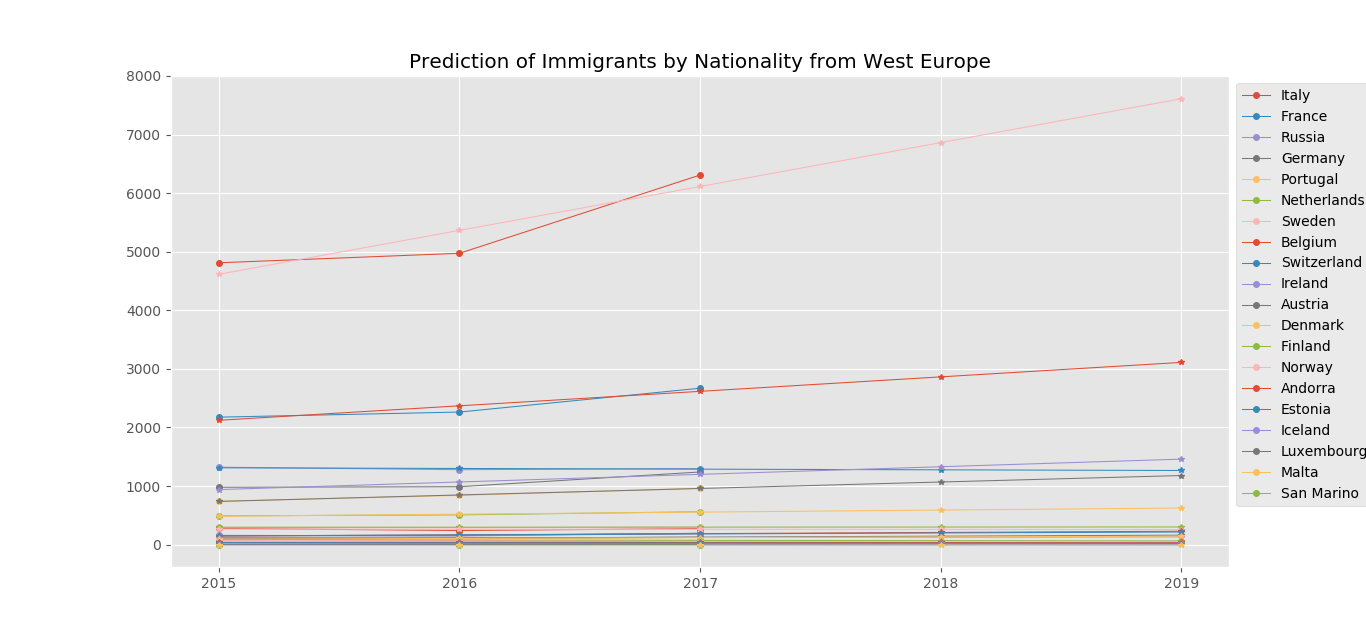 Prediction of Immigrants by Nationality from West Europe
8000
7000
6000
5000
4000
3000
2000
1000
0
2015
2016
2017
2018
2019
Italy
France
Russia
Germany
Portugal
Netherlands
Sweden
Belgium
Switzerland
Ireland
Austria
Denmark
Finland
Norway
Andorra
Estonia
Iceland
Luxembourg
Malta
San Marino